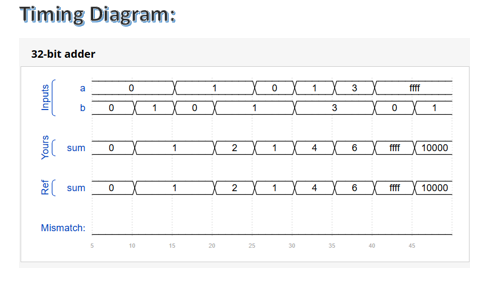 Timing Diagram:
32-bit adder
Inputs
a 0 1 0 1 3 ffff
b 0 1 0 1 3 0 1
Yours
sum 0 1 2 1 4 6 ffff 10000
Ref
sum 0 1 2 1 4 6 ffff 10000
Mismatch:
5 10 15 20 25 30 35 40 45